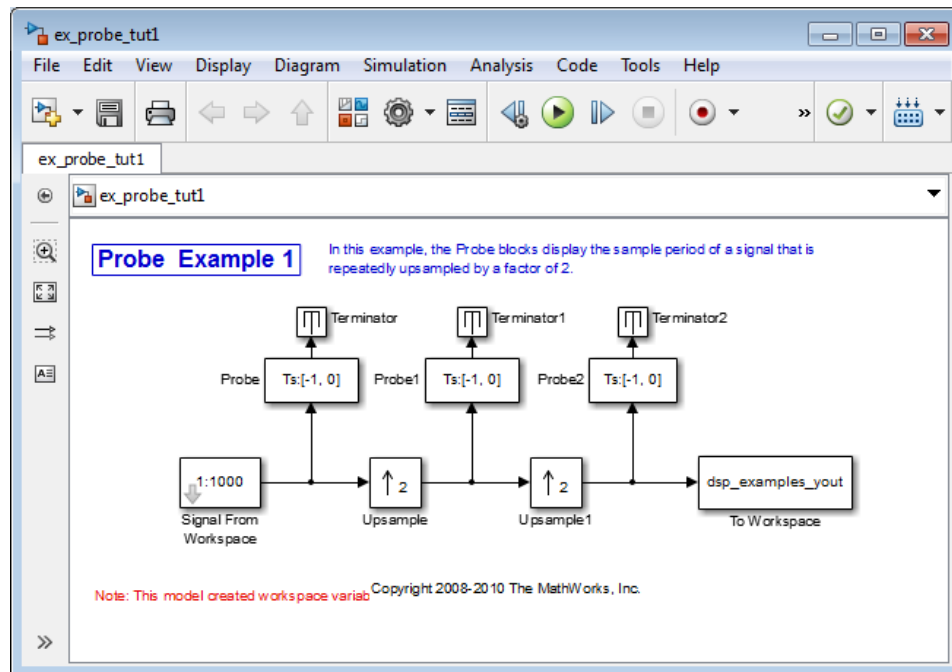 ex_probe_tut1
File Edit View Display Diagram Simulation Analysis Code Tools Help
»
ex_probe_tut1
ex_probe_tut1
Probe Example 1
In this example, the Probe blocks display the sample period of a signal that is
repeatedly upsampled by a factor of 2.
Terminator Terminator1 Terminator2
Probe Ts:[-1, 0] Probe1 Ts:[-1, 0] Probe2 Ts:[-1, 0]
1:1000 2 2 dsp_examples_yout
Signal From Upsample Upsample1 To Workspace
Workspace
Note: This model created workspace variab Copyright 2008-2010 The MathWorks, Inc.